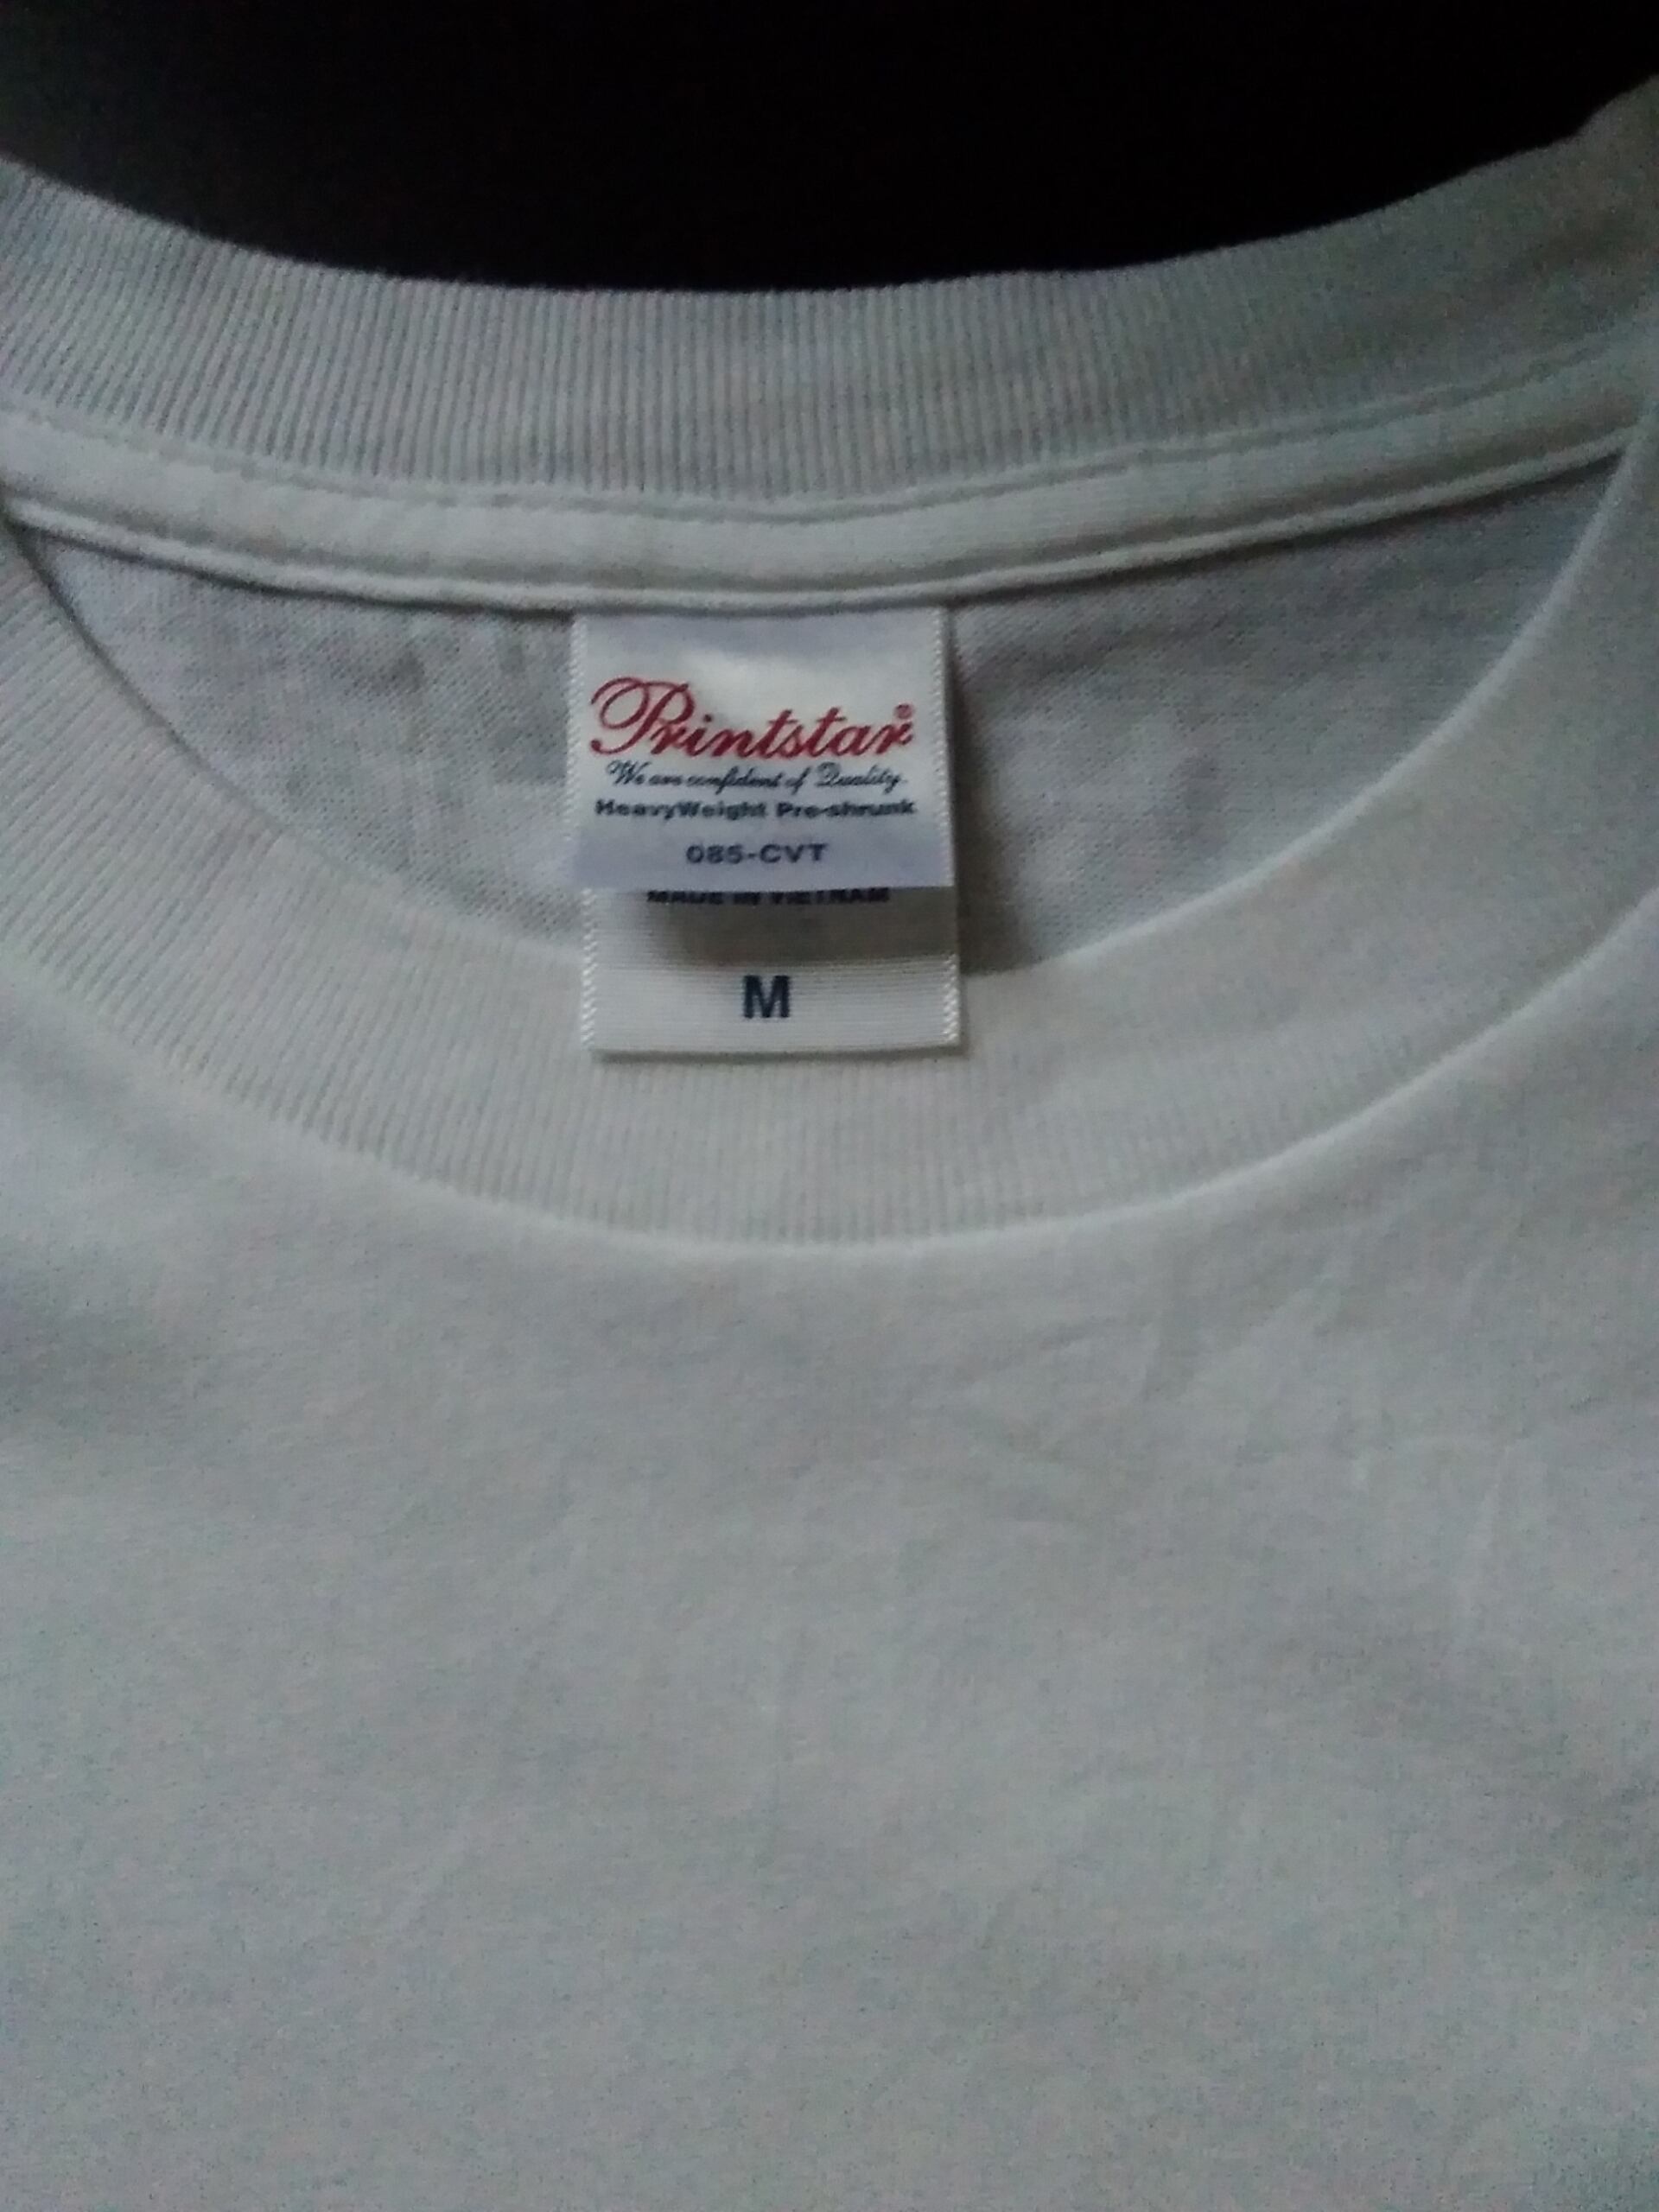 Printstar®
We are confident of Quality.
HeavyWeight Pre-shrunk
085-CVT
MADE IN VIETNAM
M